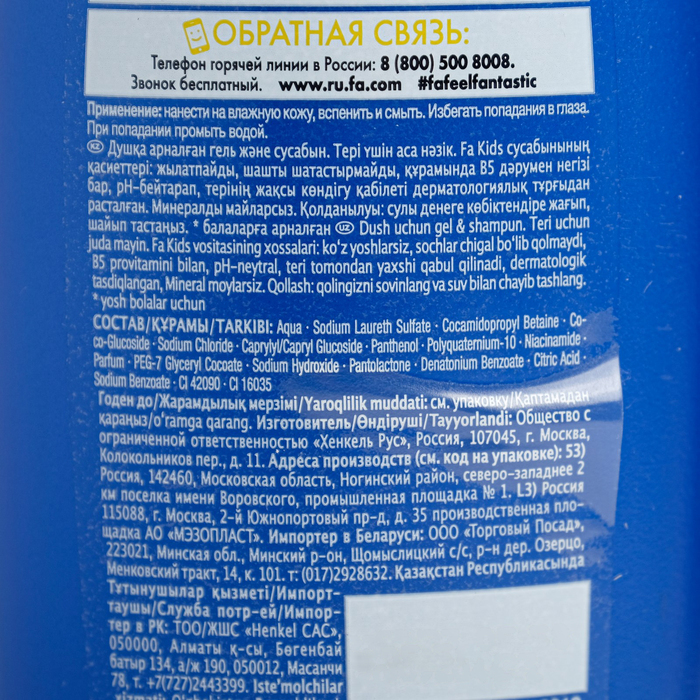 ОБРАТНАЯ СВЯЗЬ:
Телефон горячей линии в России: 8 (800) 500 8008.
Звонок бесплатный. www.ru.fa.com #fafeelfantastic
Применение: нанести на влажную кожу, вспенить и смыть. Избегать попадания в глаза.
При попадании промыть водой.
KZ Душқа арналған гель және сусабын. Тері үшін аса нәзік. Fa Kids сусабынының
қасиеттері: жылатпайды, шашты шатастырмайды, құрамында B5 дәрумен негізі
бар, pH-бейтарап, терінің жақсы көндігу қабілеті дерматологиялық тұрғыдан
расталған. Минералды майларсыз. Қолданылуы: сулы денеге көбіктендіре жағып,
шайып тастаңыз. * балаларға арналған UZ Dush uchun gel & shampun. Teri uchun
juda mayin. Fa Kids vositasining xossalari: ko'z yoshlarsiz, sochlar chigal bo'lib qolmaydi,
B5 provitamini bilan, pH-neytral, teri tomondan yaxshi qabul qilinadi, dermatologik
tasdiqlangan, Mineral moylarsiz. Qollash: qolingizni sovinlang va suv bilan chayib tashlang.
* yosh bolalar uchun
СОСТАВ/ҚҰРАМЫ/TARKIBI: Aqua · Sodium Laureth Sulfate · Cocamidopropyl Betaine · Co-
co-Glucoside · Sodium Chloride · Caprylyl/Capryl Glucoside · Panthenol · Polyquaternium-10 · Niacinamide ·
Parfum · PEG-7 Glyceryl Cocoate · Sodium Hydroxide · Pantolactone · Denatonium Benzoate · Citric Acid ·
Sodium Benzoate · CI 42090 · CI 16035
Годен до/Жарамдылық мерзімі/Yaroqlilik muddati: см. упаковку/Қаптамадан
қараңыз/o'ramga qarang. Изготовитель/Өндіруші/Tayyorlandi: Общество с
ограниченной ответственностью «Хенкель Рус», Россия, 107045, г. Москва,
Колокольников пер., д. 11. Адреса производств (см. код на упаковке): 53)
Россия, 142460, Московская область, Ногинский район, северо-западнее 2
км поселка имени Воровского, промышленная площадка № 1. L3) Россия
115088, г. Москва, 2-й Южнопортовый пр-д, д. 35 производственная пло-
щадка АО «МЭЗОПЛАСТ». Импортер в Беларуси: ООО «Торговый Посад»,
223021, Минская обл., Минский р-он, Щомыслицкий с/с, р-н дер. Озерцо,
Менковский тракт, 14, к. 101. т: (017)2928632. Қазақстан Республикасында
Тұтынушылар қызметі/Импорт-
таушы/Служба потр-ей/Импор-
тер в РК: ТОО/ЖШС «Henkel САС»,
050000, Алматы қ-сы, Бөгенбай
батыр 134, а/ж 190, 050012, Масанчи
78, т. +7(727)2443399. Iste'molchilar